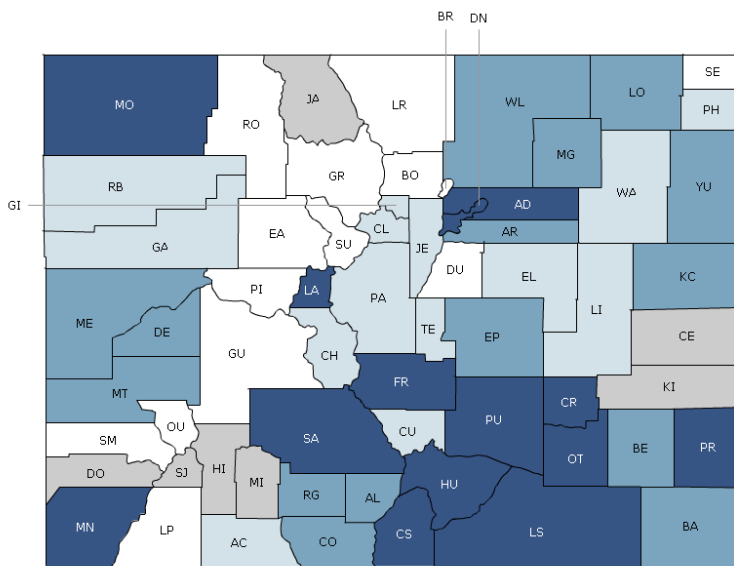 BR DN
SE
MO
JA
LO
WL
PH
RO
LR
MG
BO
GR
RB
WA
YU
GI
AD
CL
EA
AR
SU
GA
JE
DU
EL
KC
PI
LA
PA
LI
ME
DE
TE
CE
EP
GU
CH
KI
MT
FR
CR
PU
OU
CU
SM
SA
BE
PR
OT
HI
DO
SJ
MI
HU
RG
AL
MN
LP
CS
LS
BA
AC
CO